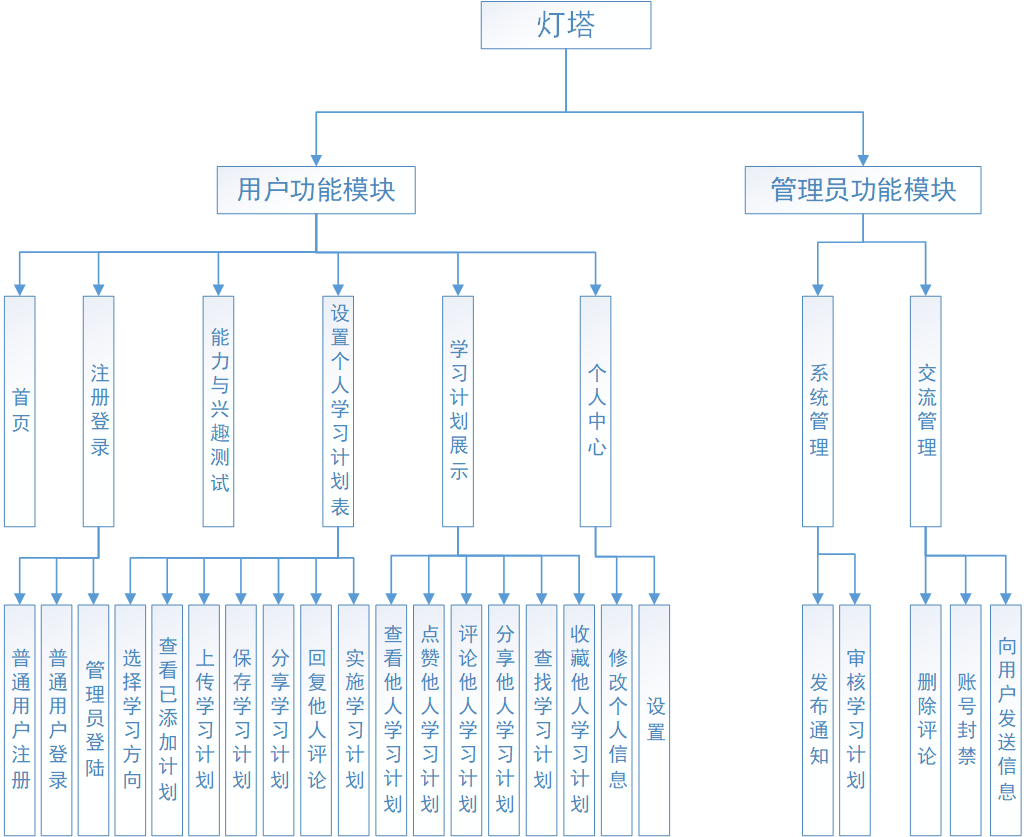 灯塔
用户功能模块
管理员功能模块
首页
注册登录
能力与兴趣测试
设置个人学习计划表
学习计划展示
个人中心
系统管理
交流管理
普通用户注册
普通用户登录
管理员登陆
选择学习方向
查看已添加计划
上传学习计划
保存学习计划
分享学习计划
回复他人评论
实施学习计划
查看他人学习计划
点赞他人学习计划
评论他人学习计划
分享他人学习计划
查找学习计划
收藏他人学习计划
修改个人信息
设置
发布通知
审核学习计划
删除评论
账号封禁
向用户发送信息